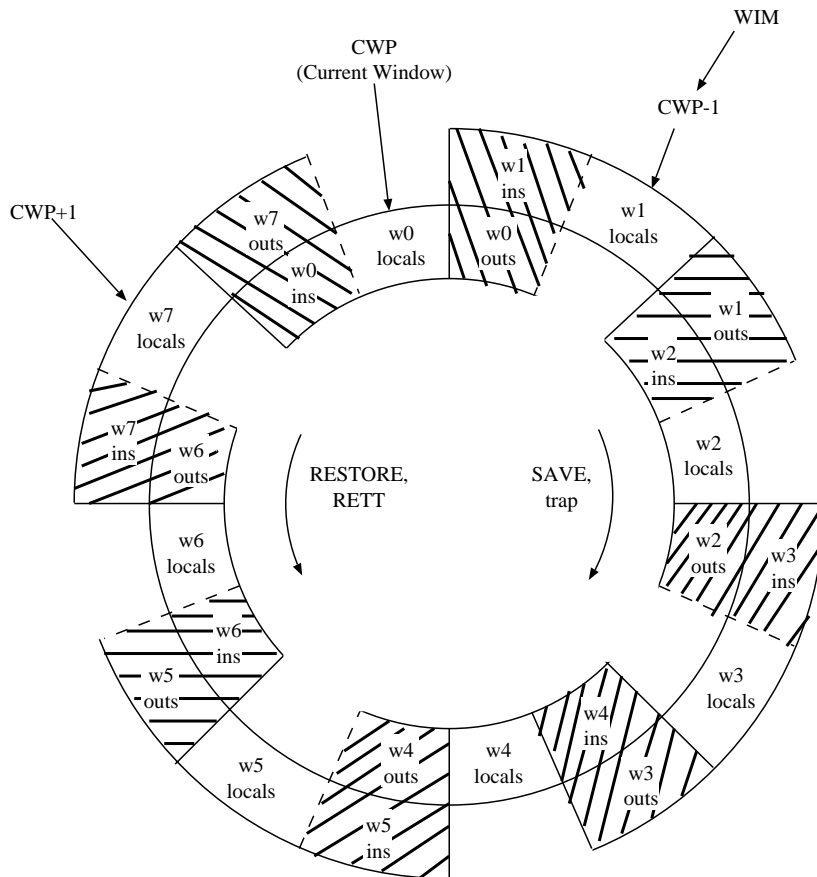 WIM
CWP
(Current Window)
CWP-1
CWP+1
w1
ins
w0
outs
w1
locals
w7
outs
w0
ins
w0
locals
w1
outs
w2
ins
w7
locals
w7
ins
w6
outs
w2
locals
RESTORE,
RETT
SAVE,
trap
w2
outs
w3
ins
w6
locals
w6
ins
w5
outs
w3
locals
w4
ins
w3
outs
w4
locals
w4
outs
w5
ins
w5
locals